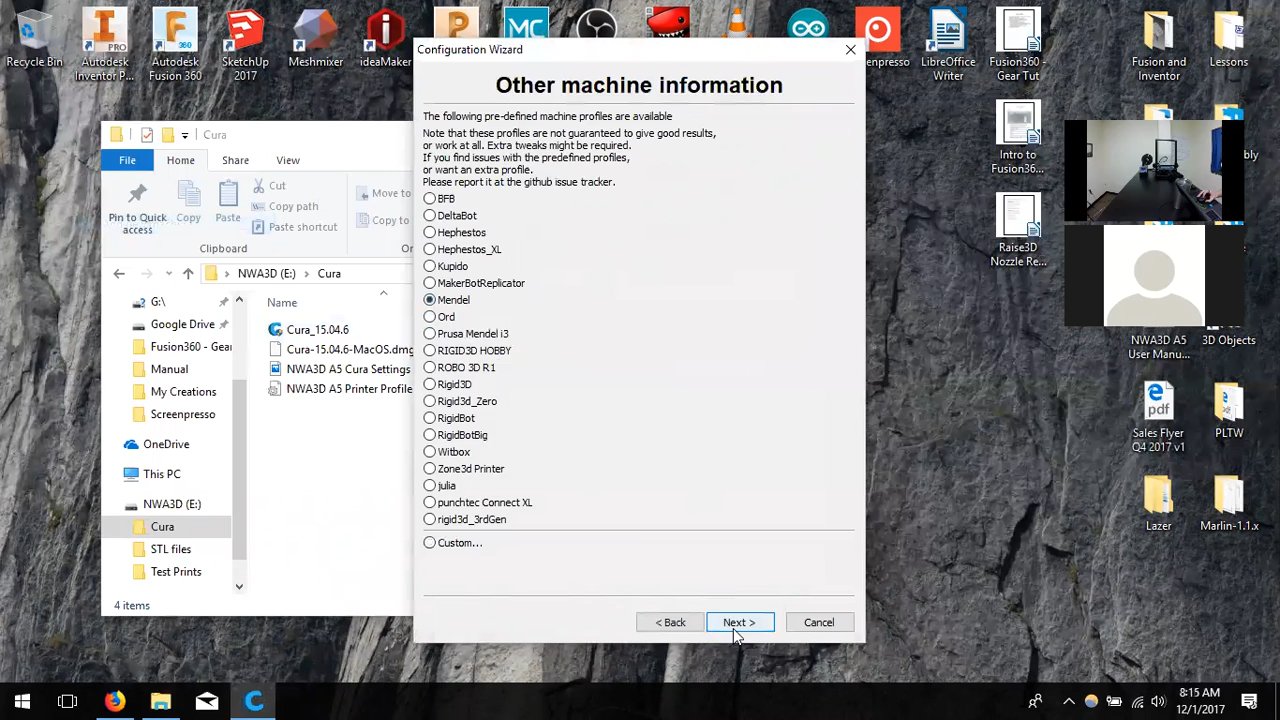 Recycle Bin
Autodesk
Inventor P...
Autodesk
Fusion 360
SketchUp
2017
Meshmixer
ideaMaker
LibreOffice
Writer
Fusion360 -
Gear Tut
Fusion and
Inventor
Lessons
Intro to
Fusion36...
Raise3D
Nozzle Re...
NWA3D A5
User Manu...
3D Objects
Sales Flyer
Q4 2017 v1
PLTW
Lazer
Marlin-1.1.x
Cura
File
Home
Share
View
Pin to Quick
access
Copy
Paste
Cut
Copy path
Paste shortcut
Move to
Copy to
Clipboard
NWA3D (E:)
Cura
G:\
Google Drive
Fusion360 - Gear
Manual
My Creations
Screenpresso
OneDrive
This PC
NWA3D (E:)
Cura
STL files
Test Prints
Name
Cura_15.04.6
Cura-15.04.6-MacOS.dmg
NWA3D A5 Cura Settings
NWA3D A5 Printer Profile
4 items
Configuration Wizard
Other machine information
The following pre-defined machine profiles are available
Note that these profiles are not guaranteed to give good results,
or work at all. Extra tweaks might be required.
If you find issues with the predefined profiles,
or want an extra profile.
Please report it at the github issue tracker.
BFB
DeltaBot
Hephestos
Hephestos_XL
Kupido
MakerBotReplicator
Mendel
Ord
Prusa Mendel i3
RIGID3D HOBBY
ROBO 3D R1
Rigid3D
Rigid3d_Zero
RigidBot
RigidBotBig
Witbox
Zone3d Printer
julia
punchtec Connect XL
rigid3d_3rdGen
Custom...
< Back
Next >
Cancel
8:15 AM
12/1/2017